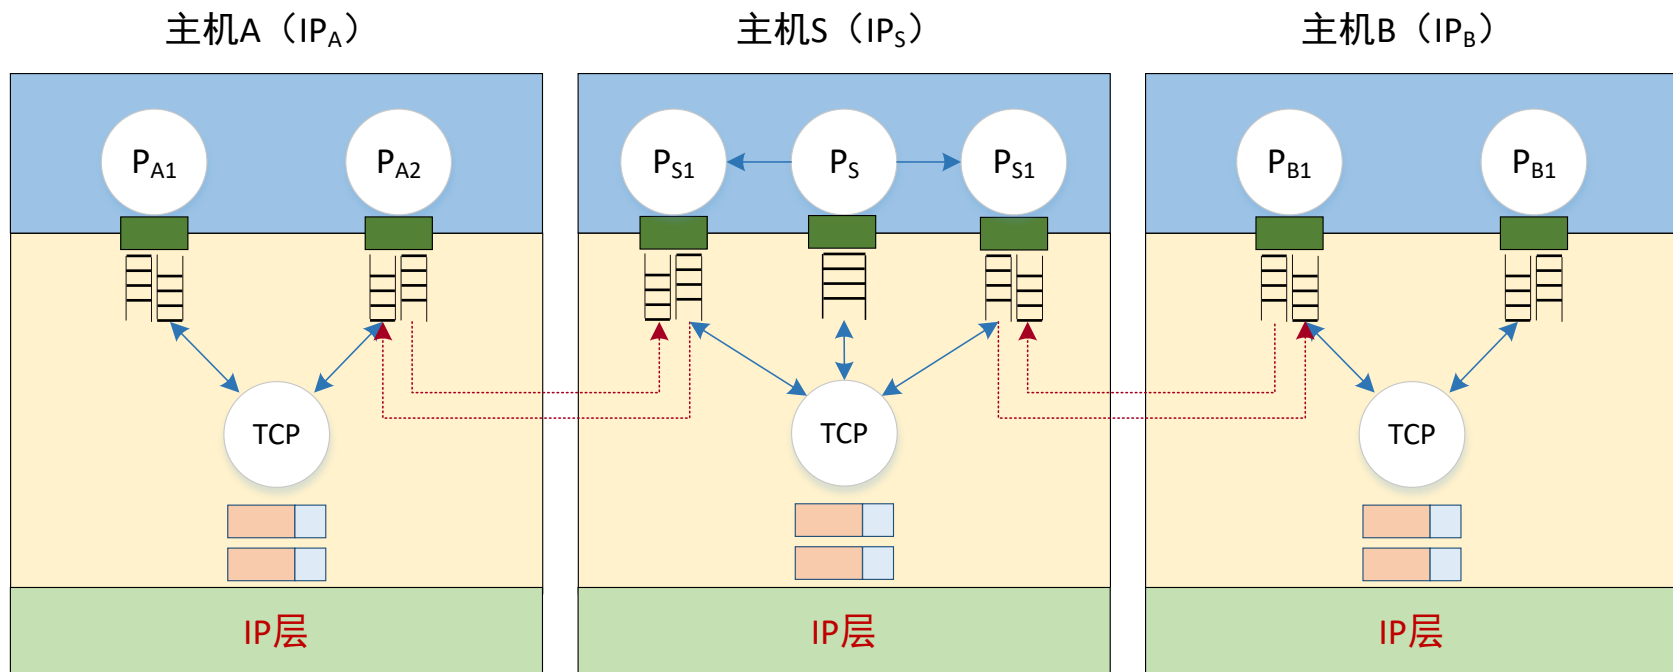 主机A（IPA）
主机S（IPS）
主机B（IPB）
PA1
PA2
PS1
PS
PS1
PB1
PB1
TCP
TCP
TCP
IP层
IP层
IP层